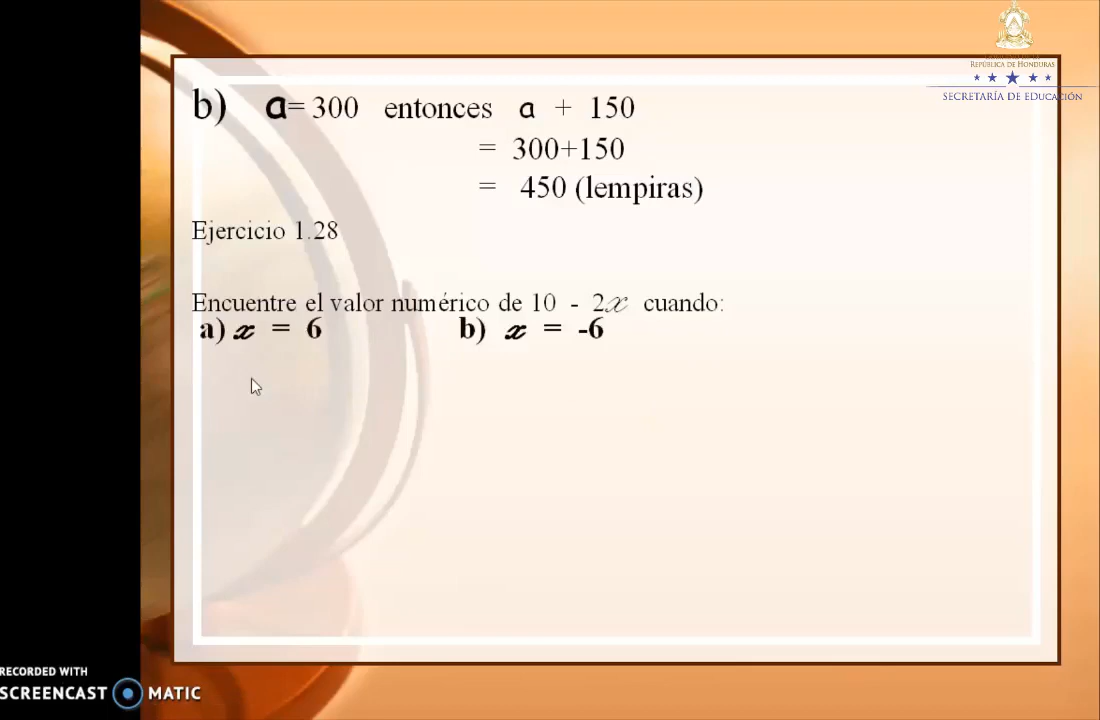 REPÚBLICA DE HONDURAS
SECRETARÍA DE EDUCACIÓN
b) a= 300 entonces a + 150
= 300+150
= 450 (lempiras)
Ejercicio 1.28
Encuentre el valor numérico de 10 - 2x cuando:
a) x = 6 b) x = -6
RECORDED WITH
SCREENCAST MATIC